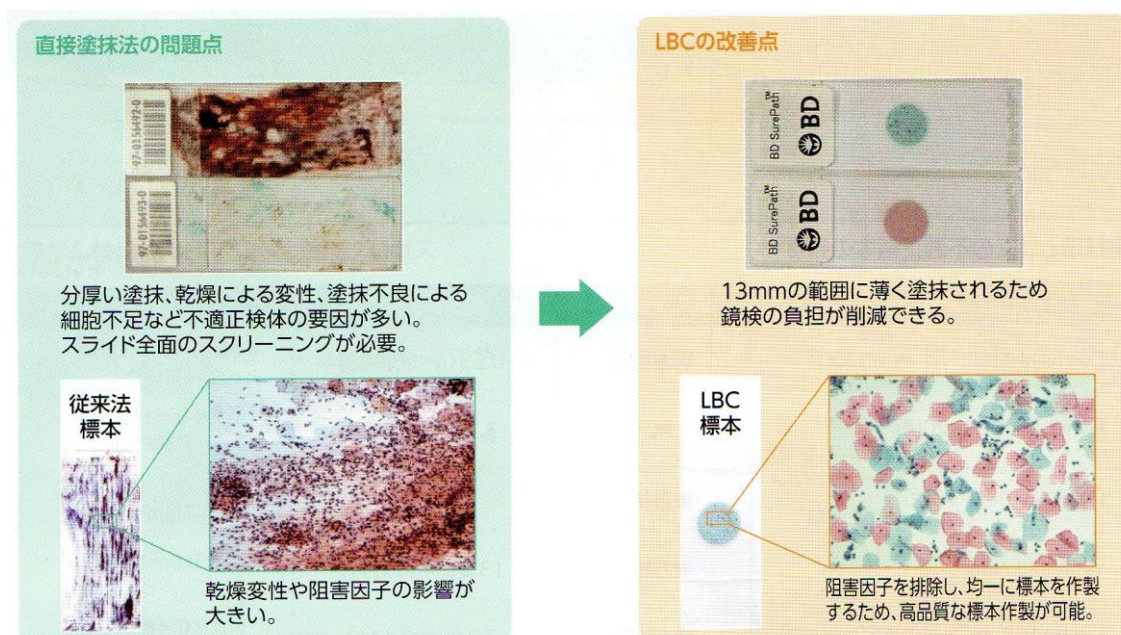 直接塗抹法の問題点
97-0156492-0
97-0156493-0
分厚い塗抹、乾燥による変性、塗抹不良による
細胞不足など不適正検体の要因が多い。
スライド全面のスクリーニングが必要。
従来法
標本
乾燥変性や阻害因子の影響が
大きい。
LBCの改善点
BD SurePath™
BD
BD SurePath™
BD
13mmの範囲に薄く塗抹されるため
鏡検の負担が削減できる。
LBC
標本
阻害因子を排除し、均一に標本を作製
するため、高品質な標本作製が可能。